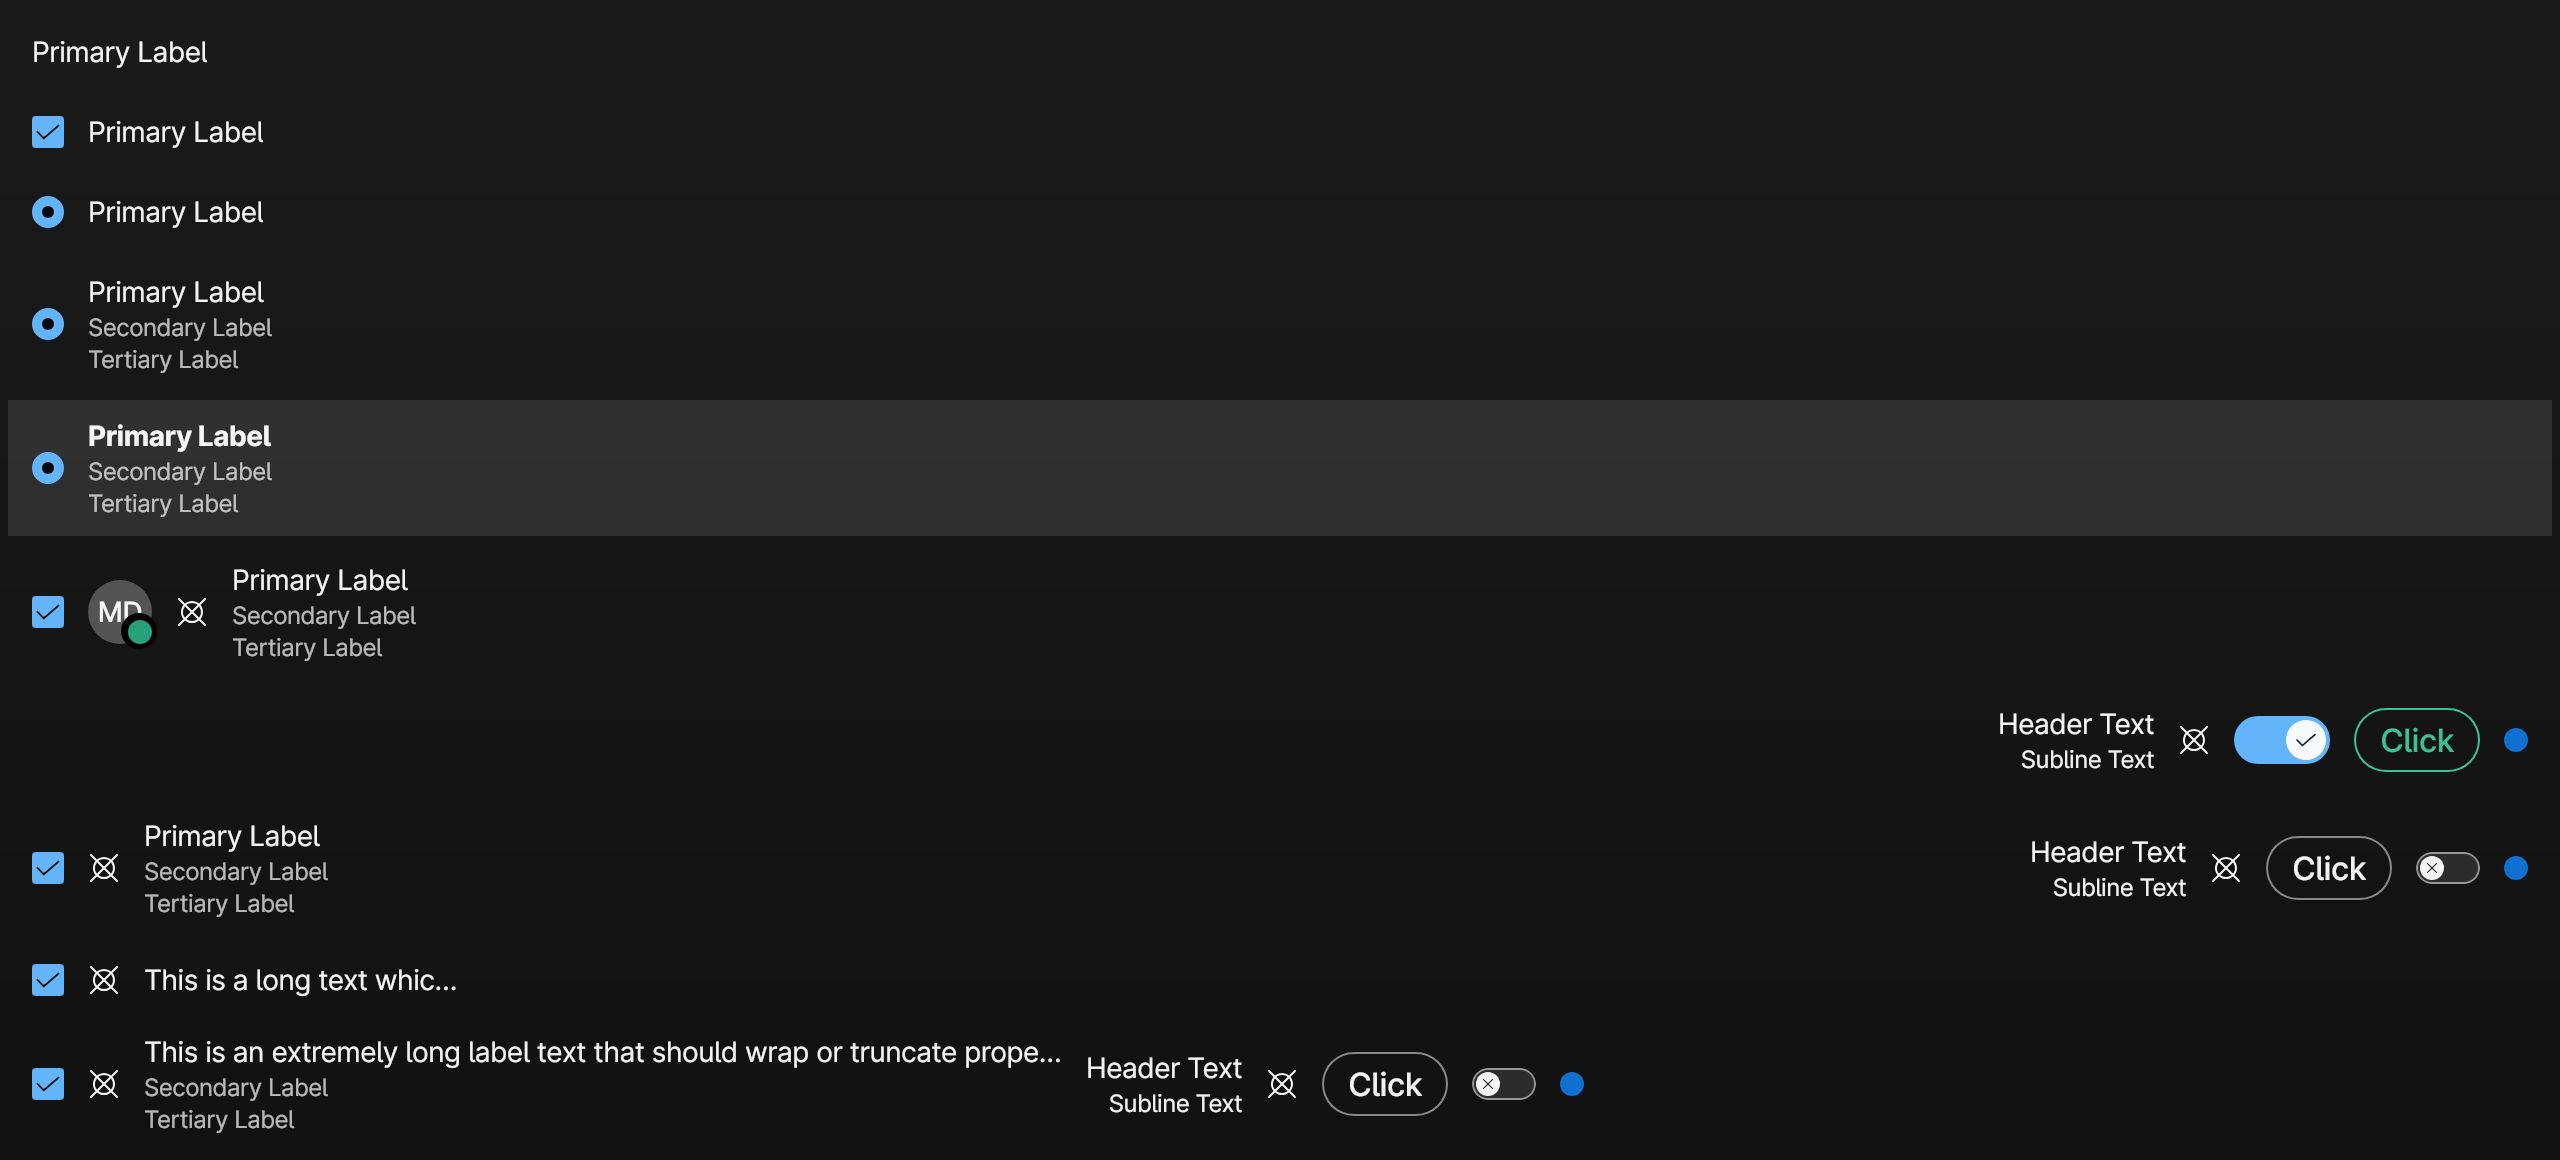 Primary Label
Primary Label
Primary Label
Primary Label
Secondary Label
Tertiary Label
Primary Label
Secondary Label
Tertiary Label
MD
Primary Label
Secondary Label
Tertiary Label
Header Text
Subline Text
Click
Primary Label
Secondary Label
Tertiary Label
Header Text
Subline Text
Click
This is a long text whic...
This is an extremely long label text that should wrap or truncate prope...
Secondary Label
Tertiary Label
Header Text
Subline Text
Click